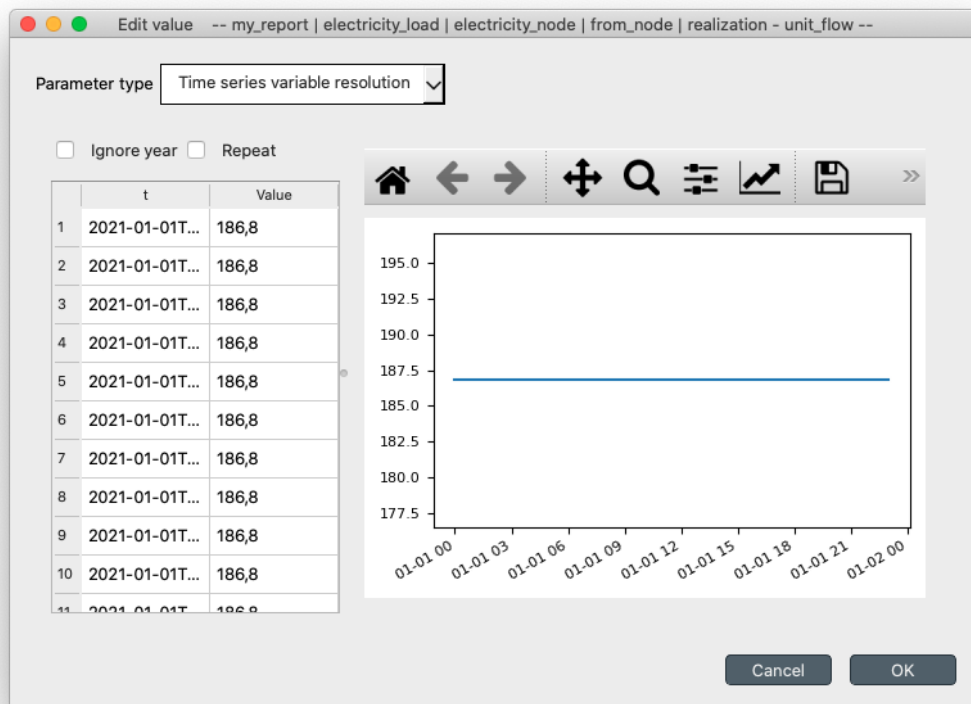 Edit value -- my_report | electricity_load | electricity_node | from_node | realization - unit_flow --
Parameter type Time series variable resolution
Ignore year Repeat
t Value
1 2021-01-01T... 186,8
2 2021-01-01T... 186,8
3 2021-01-01T... 186,8
4 2021-01-01T... 186,8
5 2021-01-01T... 186,8
6 2021-01-01T... 186,8
7 2021-01-01T... 186,8
8 2021-01-01T... 186,8
9 2021-01-01T... 186,8
10 2021-01-01T... 186,8
11 2021-01-01T... 186,8
195.0
192.5
190.0
187.5
185.0
182.5
180.0
177.5
01-01 00 01-01 03 01-01 06 01-01 09 01-01 12 01-01 15 01-01 18 01-01 21 01-02 00
Cancel OK